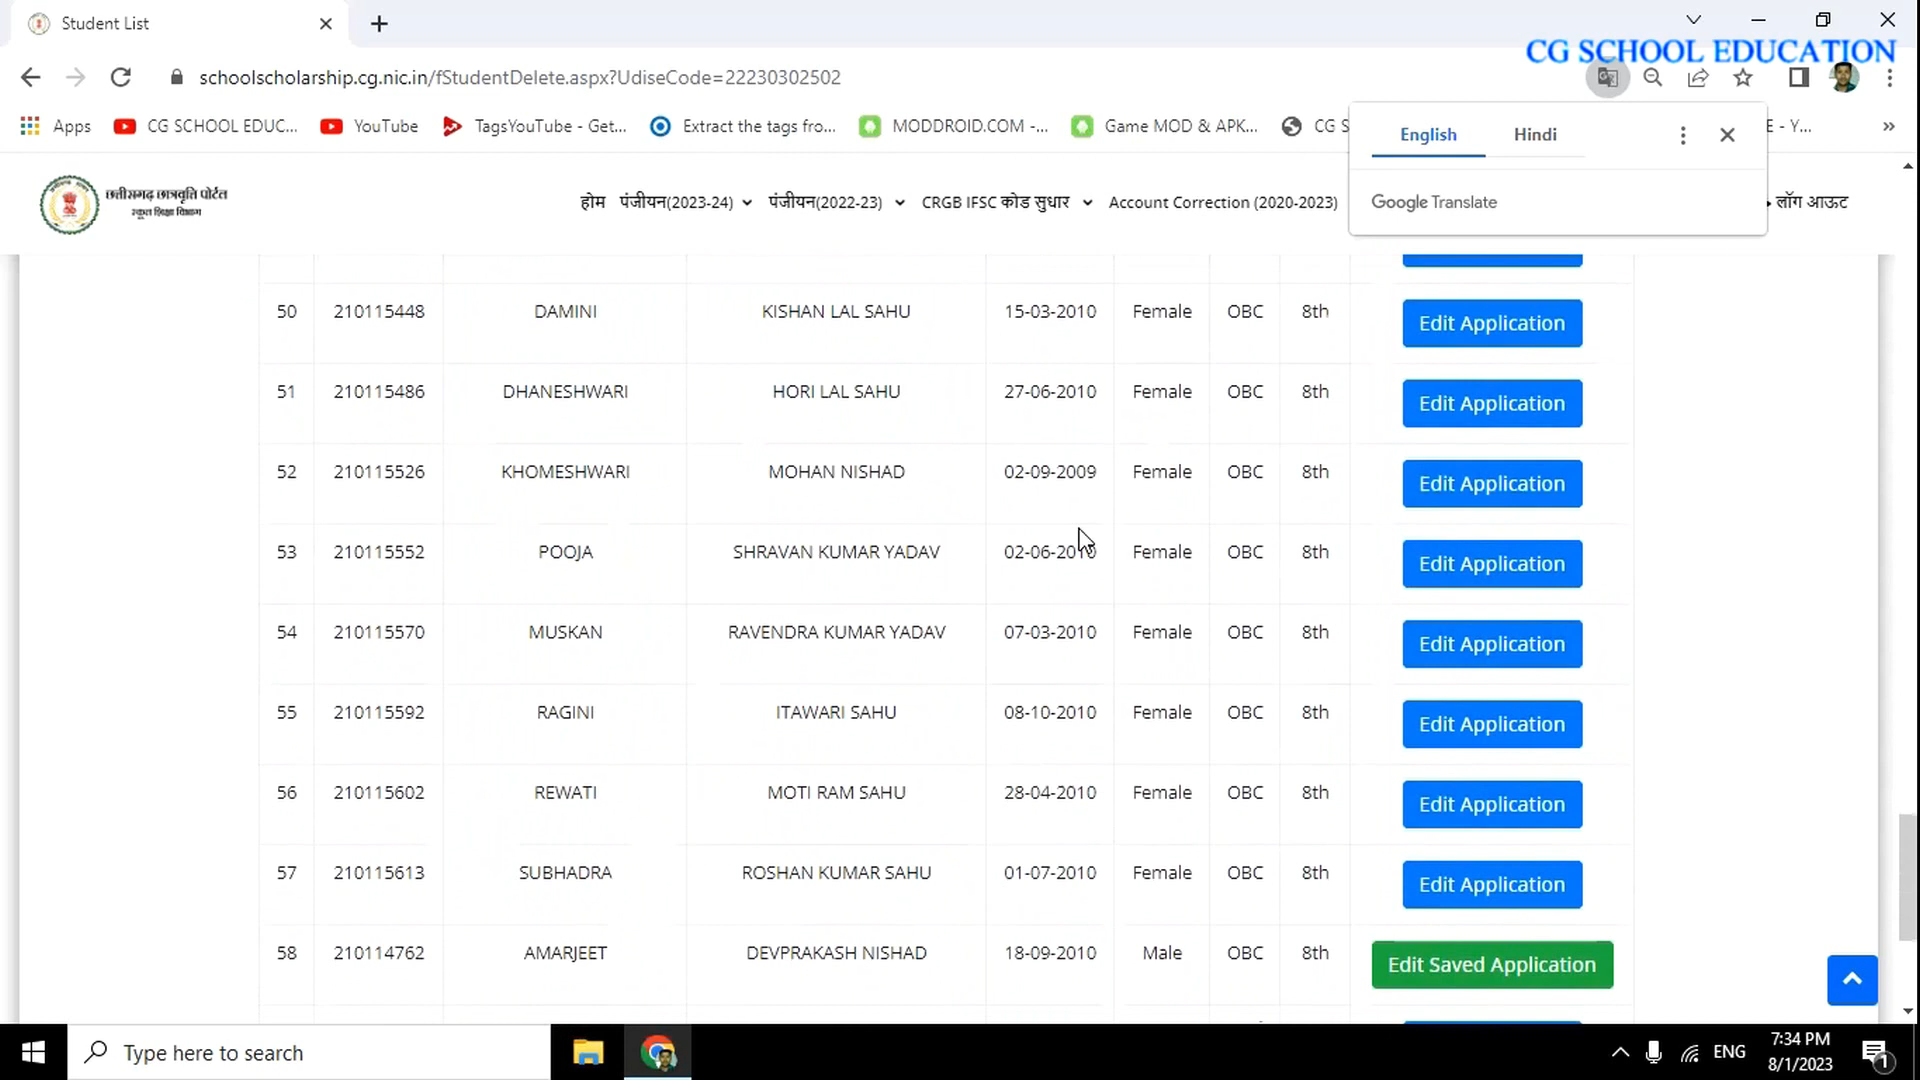 Student List
CG SCHOOL EDUCATION
schoolscholarship.cg.nic.in/fStudentDelete.aspx?UdiseCode=22230302502
Apps CG SCHOOL EDUC... YouTube TagsYouTube - Get... Extract the tags fro... MODDROID.COM -... Game MOD & APK... CG S E - Y... »
English Hindi
Google Translate
छत्तीसगढ़ छात्रवृत्ति पोर्टल
स्कूल शिक्षा विभाग
होम पंजीयन(2023-24) पंजीयन(2022-23) CRGB IFSC कोड सुधार Account Correction (2020-2023) लॉग आऊट
50 210115448 DAMINI KISHAN LAL SAHU 15-03-2010 Female OBC 8th Edit Application
51 210115486 DHANESHWARI HORI LAL SAHU 27-06-2010 Female OBC 8th Edit Application
52 210115526 KHOMESHWARI MOHAN NISHAD 02-09-2009 Female OBC 8th Edit Application
53 210115552 POOJA SHRAVAN KUMAR YADAV 02-06-2010 Female OBC 8th Edit Application
54 210115570 MUSKAN RAVENDRA KUMAR YADAV 07-03-2010 Female OBC 8th Edit Application
55 210115592 RAGINI ITAWARI SAHU 08-10-2010 Female OBC 8th Edit Application
56 210115602 REWATI MOTI RAM SAHU 28-04-2010 Female OBC 8th Edit Application
57 210115613 SUBHADRA ROSHAN KUMAR SAHU 01-07-2010 Female OBC 8th Edit Application
58 210114762 AMARJEET DEVPRAKASH NISHAD 18-09-2010 Male OBC 8th Edit Saved Application
Type here to search
ENG
7:34 PM
8/1/2023
1